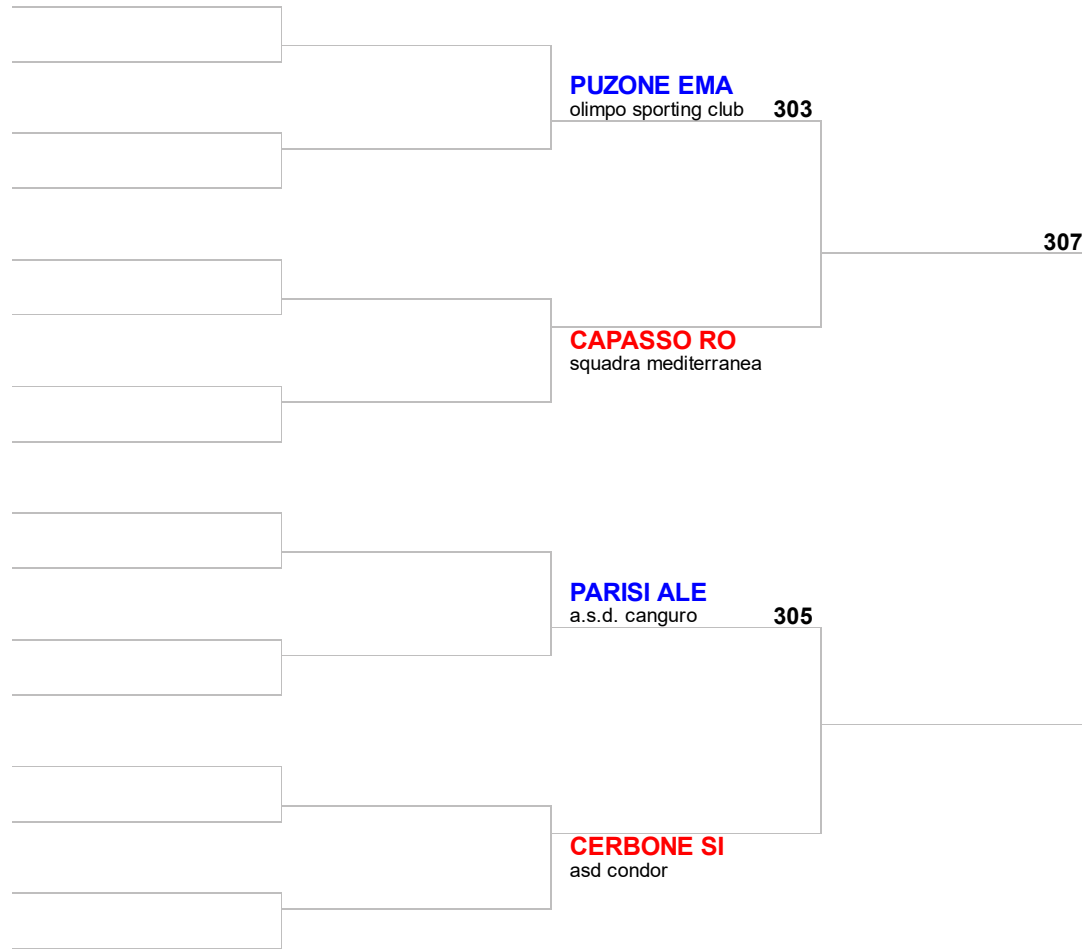 PUZONE EMA
olimpo sporting club 303
307
CAPASSO RO
squadra mediterranea
PARISI ALE
a.s.d. canguro 305
CERBONE SI
asd condor